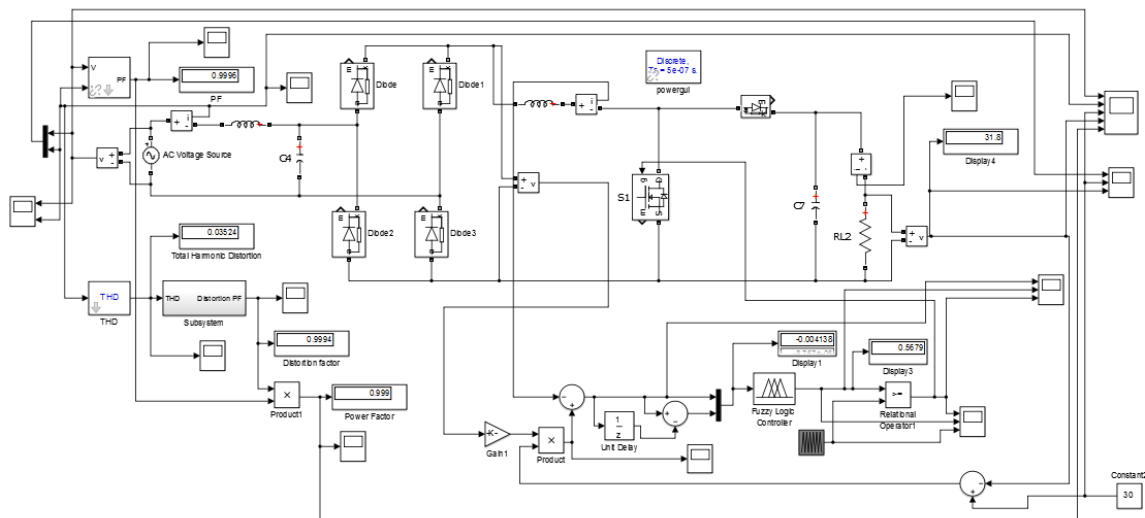 Discrete,
Ts = 5e-07 s.
powergui
v
PF
0.9996
PF
Diode
Diode1
i
AC Voltage Source
C4
v
Diode2
Diode3
v
S1
C7
RL2
v
31.8
Display4
0.03524
Total Harmonic Distortion
THD
THD
THD
Distortion PF
Subsystem
0.9994
Distortion factor
Product1
0.999
Power Factor
-K-
Gain1
Product
1
z
Unit Delay
-0.004138
Display1
Fuzzy Logic
Controller
0.5679
Display3
>=
Relational
Operator1
Constant2
30